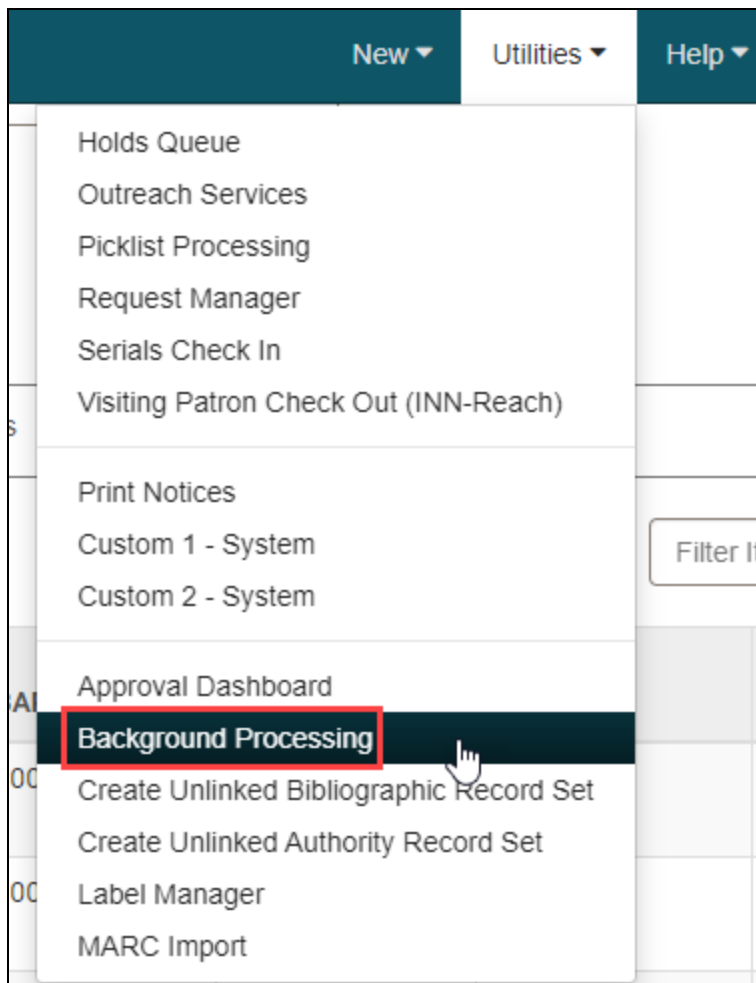 New Utilities Help
Holds Queue
Outreach Services
Picklist Processing
Request Manager
Serials Check In
Visiting Patron Check Out (INN-Reach)
Print Notices
Custom 1 - System
Custom 2 - System
Filter
Approval Dashboard
Background Processing
Create Unlinked Bibliographic Record Set
Create Unlinked Authority Record Set
Label Manager
MARC Import